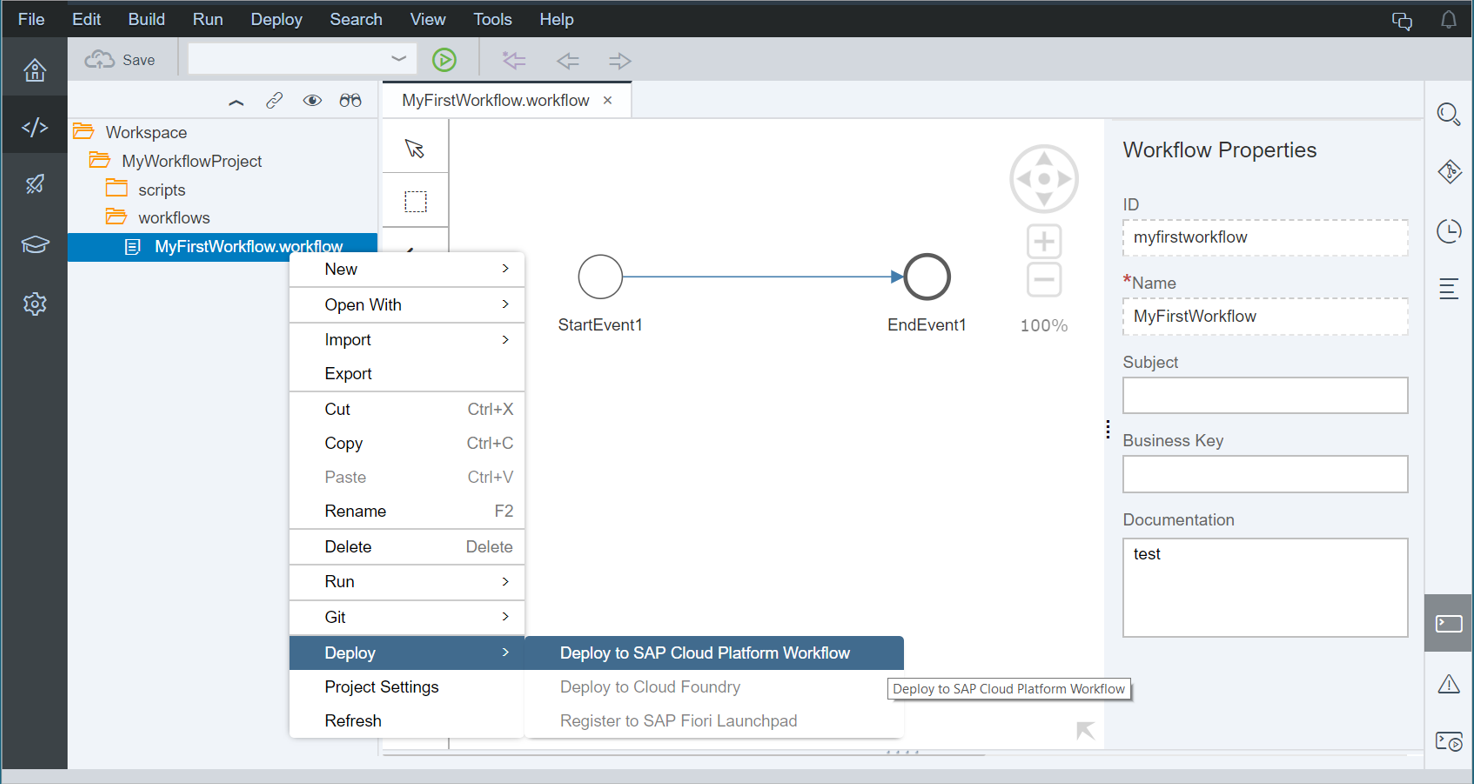 File Edit Build Run Deploy Search View Tools Help
Save
MyFirstWorkflow.workflow ×
Workspace
MyWorkflowProject
scripts
workflows
MyFirstWorkflow.workflow
New
Open With
Import
Export
Cut Ctrl+X
Copy Ctrl+C
Paste Ctrl+V
Rename F2
Delete Delete
Run
Git
Deploy
Project Settings
Refresh
Deploy to SAP Cloud Platform Workflow
Deploy to Cloud Foundry
Register to SAP Fiori Launchpad
Deploy to SAP Cloud Platform Workflow
StartEvent1
EndEvent1
100%
Workflow Properties
ID
myfirstworkflow
*Name
MyFirstWorkflow
Subject
Business Key
Documentation
test